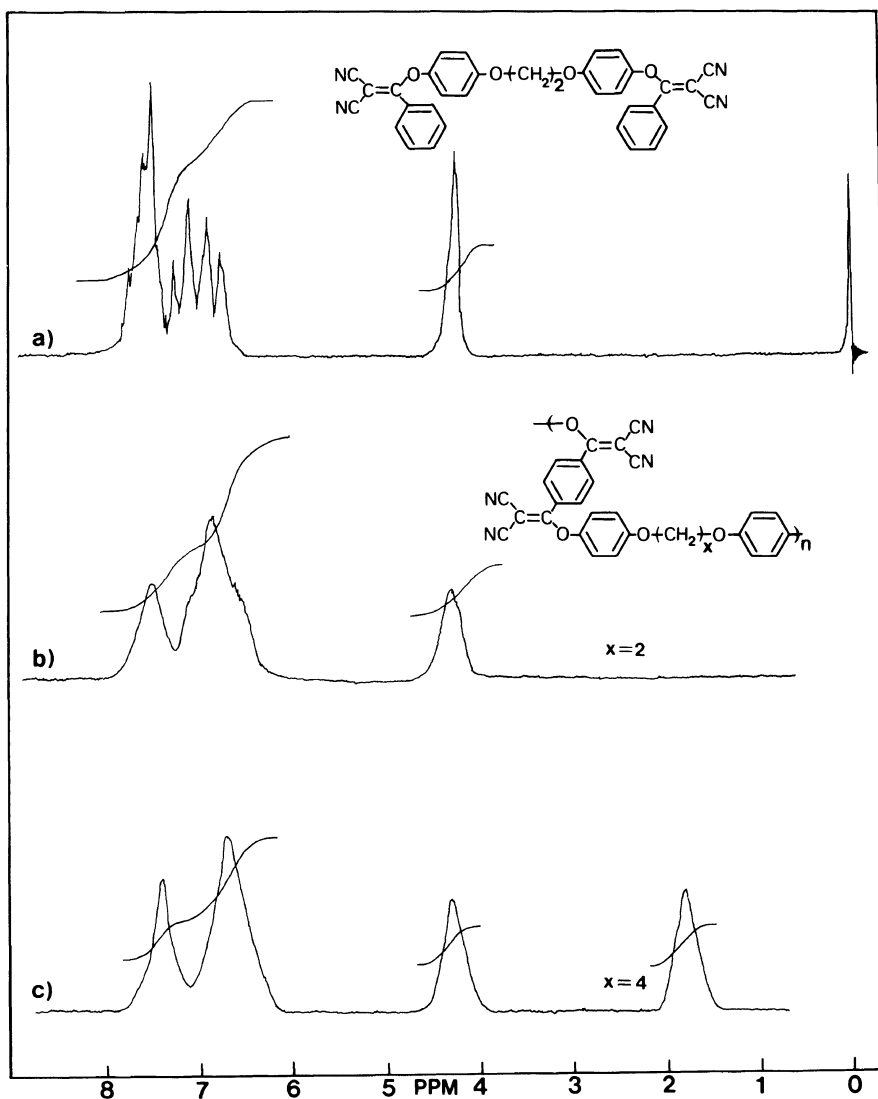 NC
NC
C=C
O
O
(CH2)2
O
O
C=C
CN
CN
a)
O
C=C
CN
CN
NC
NC
C=C
O
O
(CH2)x
O
n
x=2
b)
x=4
c)
8 7 6 5 PPM 4 3 2 1 0